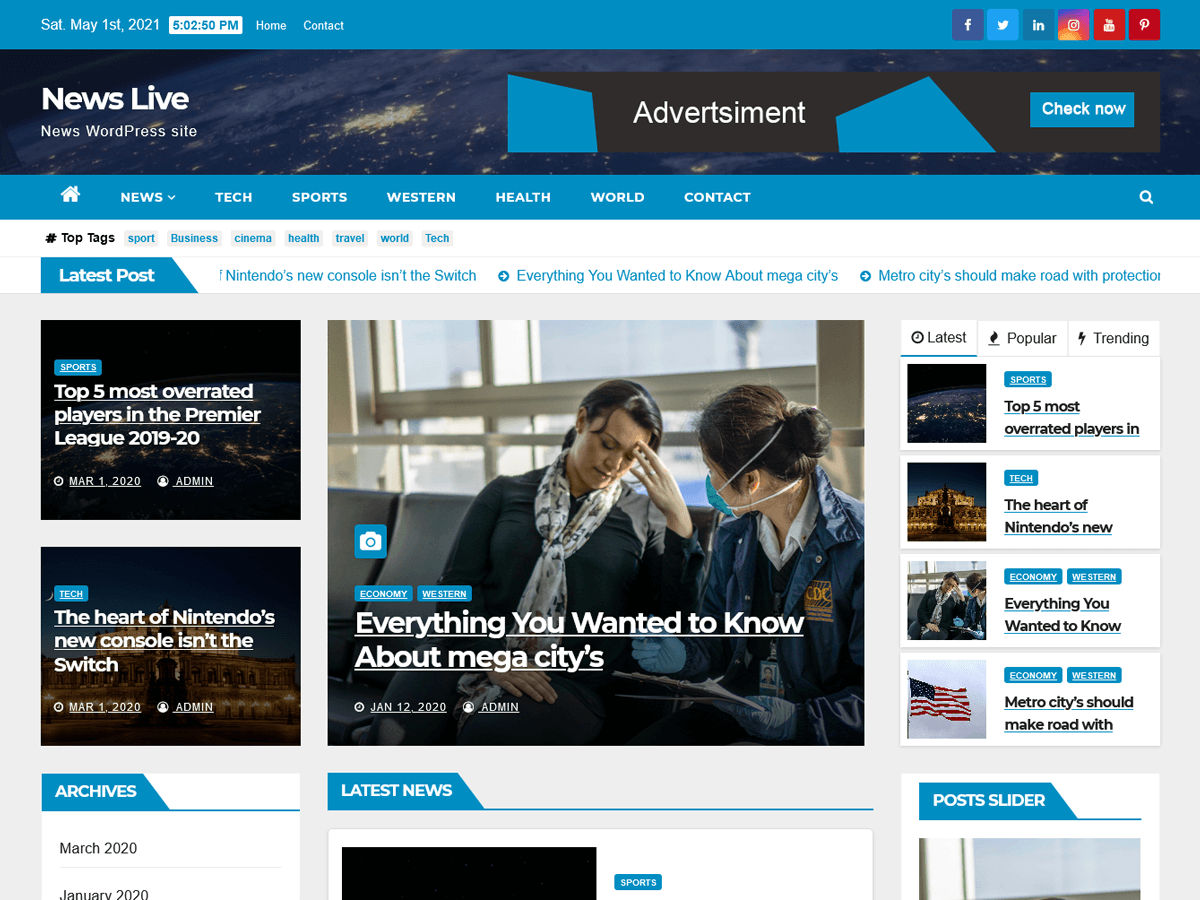 Sat. May 1st, 2021 5:02:50 PM Home Contact
News Live
News WordPress site
Advertsiment
Check now
NEWS TECH SPORTS WESTERN HEALTH WORLD CONTACT
# Top Tags sport Business cinema health travel world Tech
Latest Post
Nintendo’s new console isn’t the Switch Everything You Wanted to Know About mega city’s Metro city’s should make road with protection
SPORTS
Top 5 most overrated
players in the Premier
League 2019-20
MAR 1, 2020 ADMIN
TECH
The heart of Nintendo’s
new console isn’t the
Switch
MAR 1, 2020 ADMIN
CDC
ECONOMY WESTERN
Everything You Wanted to Know
About mega city’s
JAN 12, 2020 ADMIN
Latest Popular Trending
SPORTS
Top 5 most
overrated players in
TECH
The heart of
Nintendo’s new
ECONOMY WESTERN
Everything You
Wanted to Know
ECONOMY WESTERN
Metro city’s should
make road with
ARCHIVES
March 2020
January 2020
LATEST NEWS
SPORTS
POSTS SLIDER